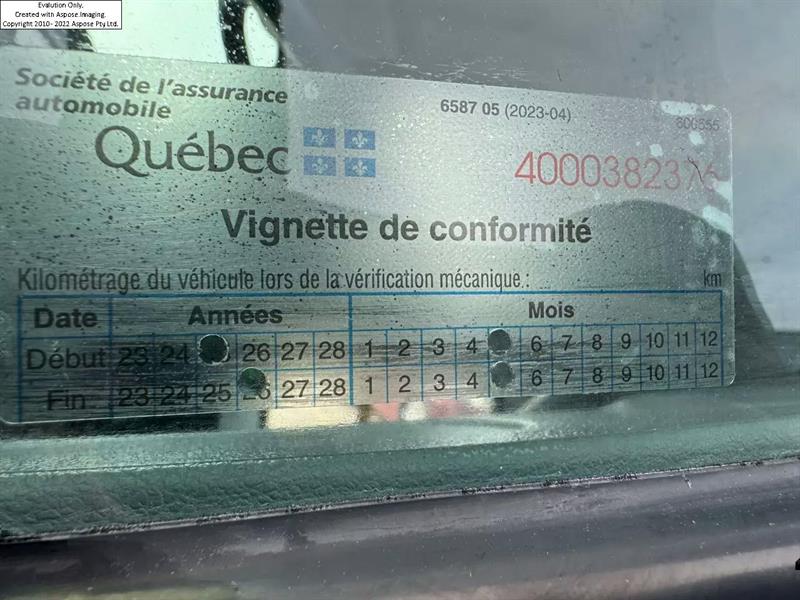 Evalution Only.
Created with Aspose.Imaging.
Copyright 2010- 2022 Aspose Pty Ltd.
Société de l'assurance
automobile
Québec
6587 05 (2023-04)
600555
4000382376
Vignette de conformité
Kilométrage du véhicule lors de la vérification mécanique : km
Date Années Mois
Début 23 24 26 27 28 1 2 3 4 6 7 8 9 10 11 12
Fin 23 24 25 26 27 28 1 2 3 4 6 7 8 9 10 11 12